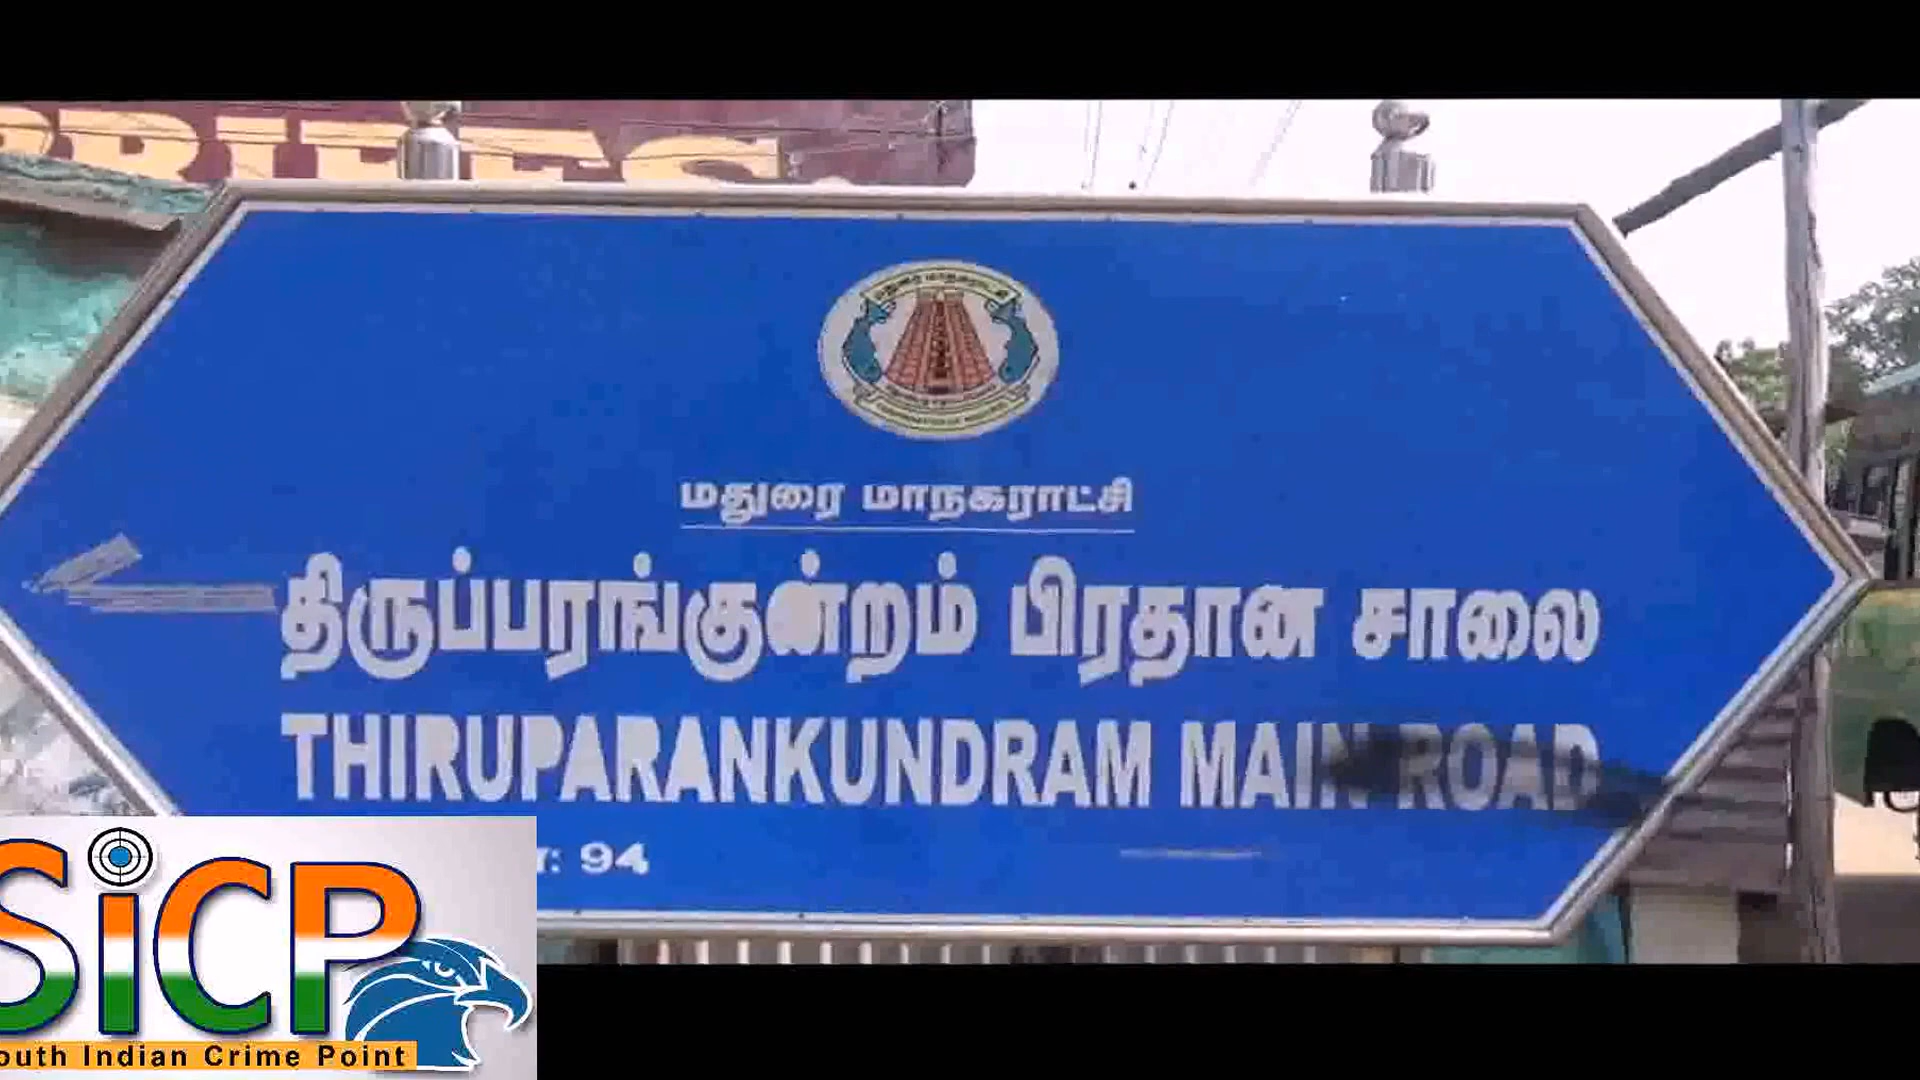 மதுரை மாநகராட்சி
திருப்பரங்குன்றம் பிரதான சாலை
THIRUPARANKUNDRAM MAIN ROAD
94
SiCP
outh Indian Crime Point